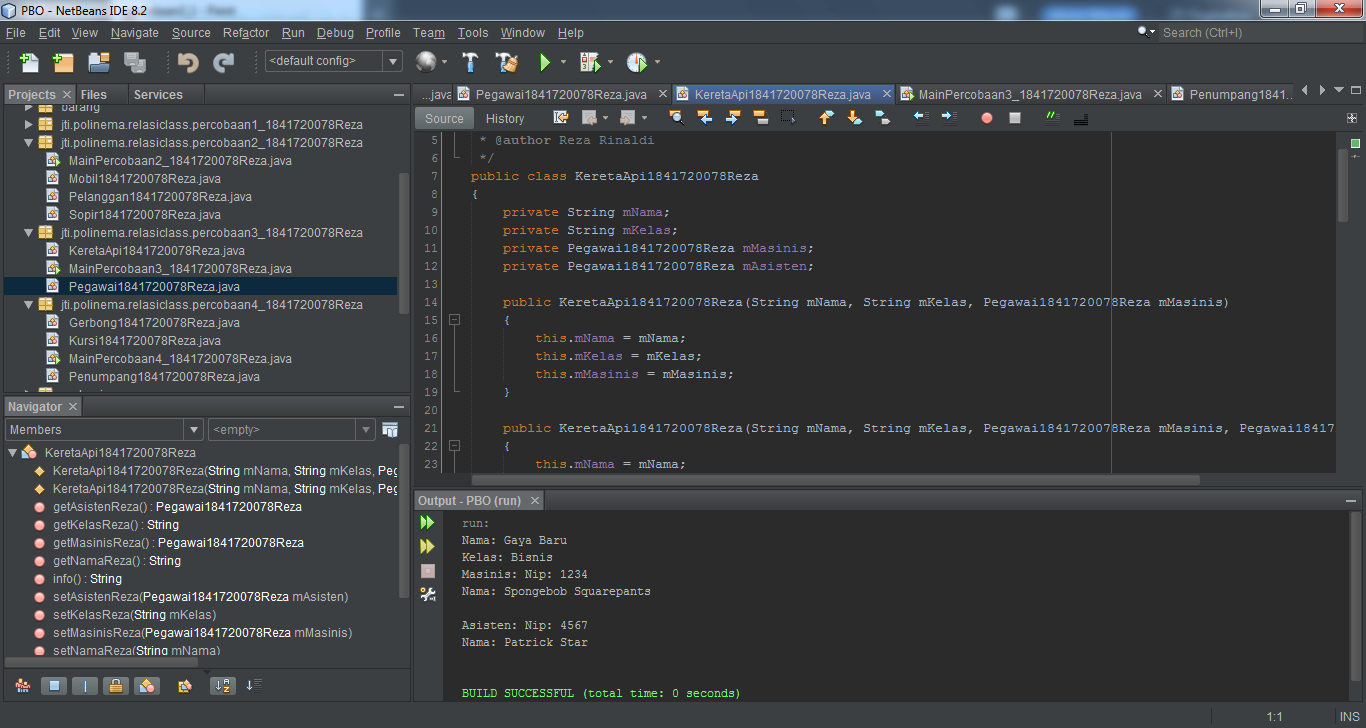 PBO - NetBeans IDE 8.2
File Edit View Navigate Source Refactor Run Debug Profile Team Tools Window Help
Search (Ctrl+I)
<default config>
Projects Files Services
barang
jti.polinema.relasiclass.percobaan1_1841720078Reza
jti.polinema.relasiclass.percobaan2_1841720078Reza
MainPercobaan2_1841720078Reza.java
Mobil1841720078Reza.java
Pelanggan1841720078Reza.java
Sopir1841720078Reza.java
jti.polinema.relasiclass.percobaan3_1841720078Reza
KeretaApi1841720078Reza.java
MainPercobaan3_1841720078Reza.java
Pegawai1841720078Reza.java
jti.polinema.relasiclass.percobaan4_1841720078Reza
Gerbong1841720078Reza.java
Kursi1841720078Reza.java
MainPercobaan4_1841720078Reza.java
Penumpang1841720078Reza.java
Navigator
Members <empty>
KeretaApi1841720078Reza
KeretaApi1841720078Reza(String mNama, String mKelas, Peg
KeretaApi1841720078Reza(String mNama, String mKelas, Peg
getAsistenReza() : Pegawai1841720078Reza
getKelasReza() : String
getMasinisReza() : Pegawai1841720078Reza
getNamaReza() : String
info() : String
setAsistenReza(Pegawai1841720078Reza mAsisten)
setKelasReza(String mKelas)
setMasinisReza(Pegawai1841720078Reza mMasinis)
setNamaReza(String mNama)
...java Pegawai1841720078Reza.java KeretaApi1841720078Reza.java MainPercobaan3_1841720078Reza.java Penumpang1841..
Source History
5 * @author Reza Rinaldi
6 */
7 public class KeretaApi1841720078Reza
8 {
9 private String mNama;
10 private String mKelas;
11 private Pegawai1841720078Reza mMasinis;
12 private Pegawai1841720078Reza mAsisten;
13
14 public KeretaApi1841720078Reza(String mNama, String mKelas, Pegawai1841720078Reza mMasinis)
15 {
16 this.mNama = mNama;
17 this.mKelas = mKelas;
18 this.mMasinis = mMasinis;
19 }
20
21 public KeretaApi1841720078Reza(String mNama, String mKelas, Pegawai1841720078Reza mMasinis, Pegawai18417
22 {
23 this.mNama = mNama;
Output - PBO (run)
run:
Nama: Gaya Baru
Kelas: Bisnis
Masinis: Nip: 1234
Nama: Spongebob Squarepants
Asisten: Nip: 4567
Nama: Patrick Star
BUILD SUCCESSFUL (total time: 0 seconds)
1:1 INS